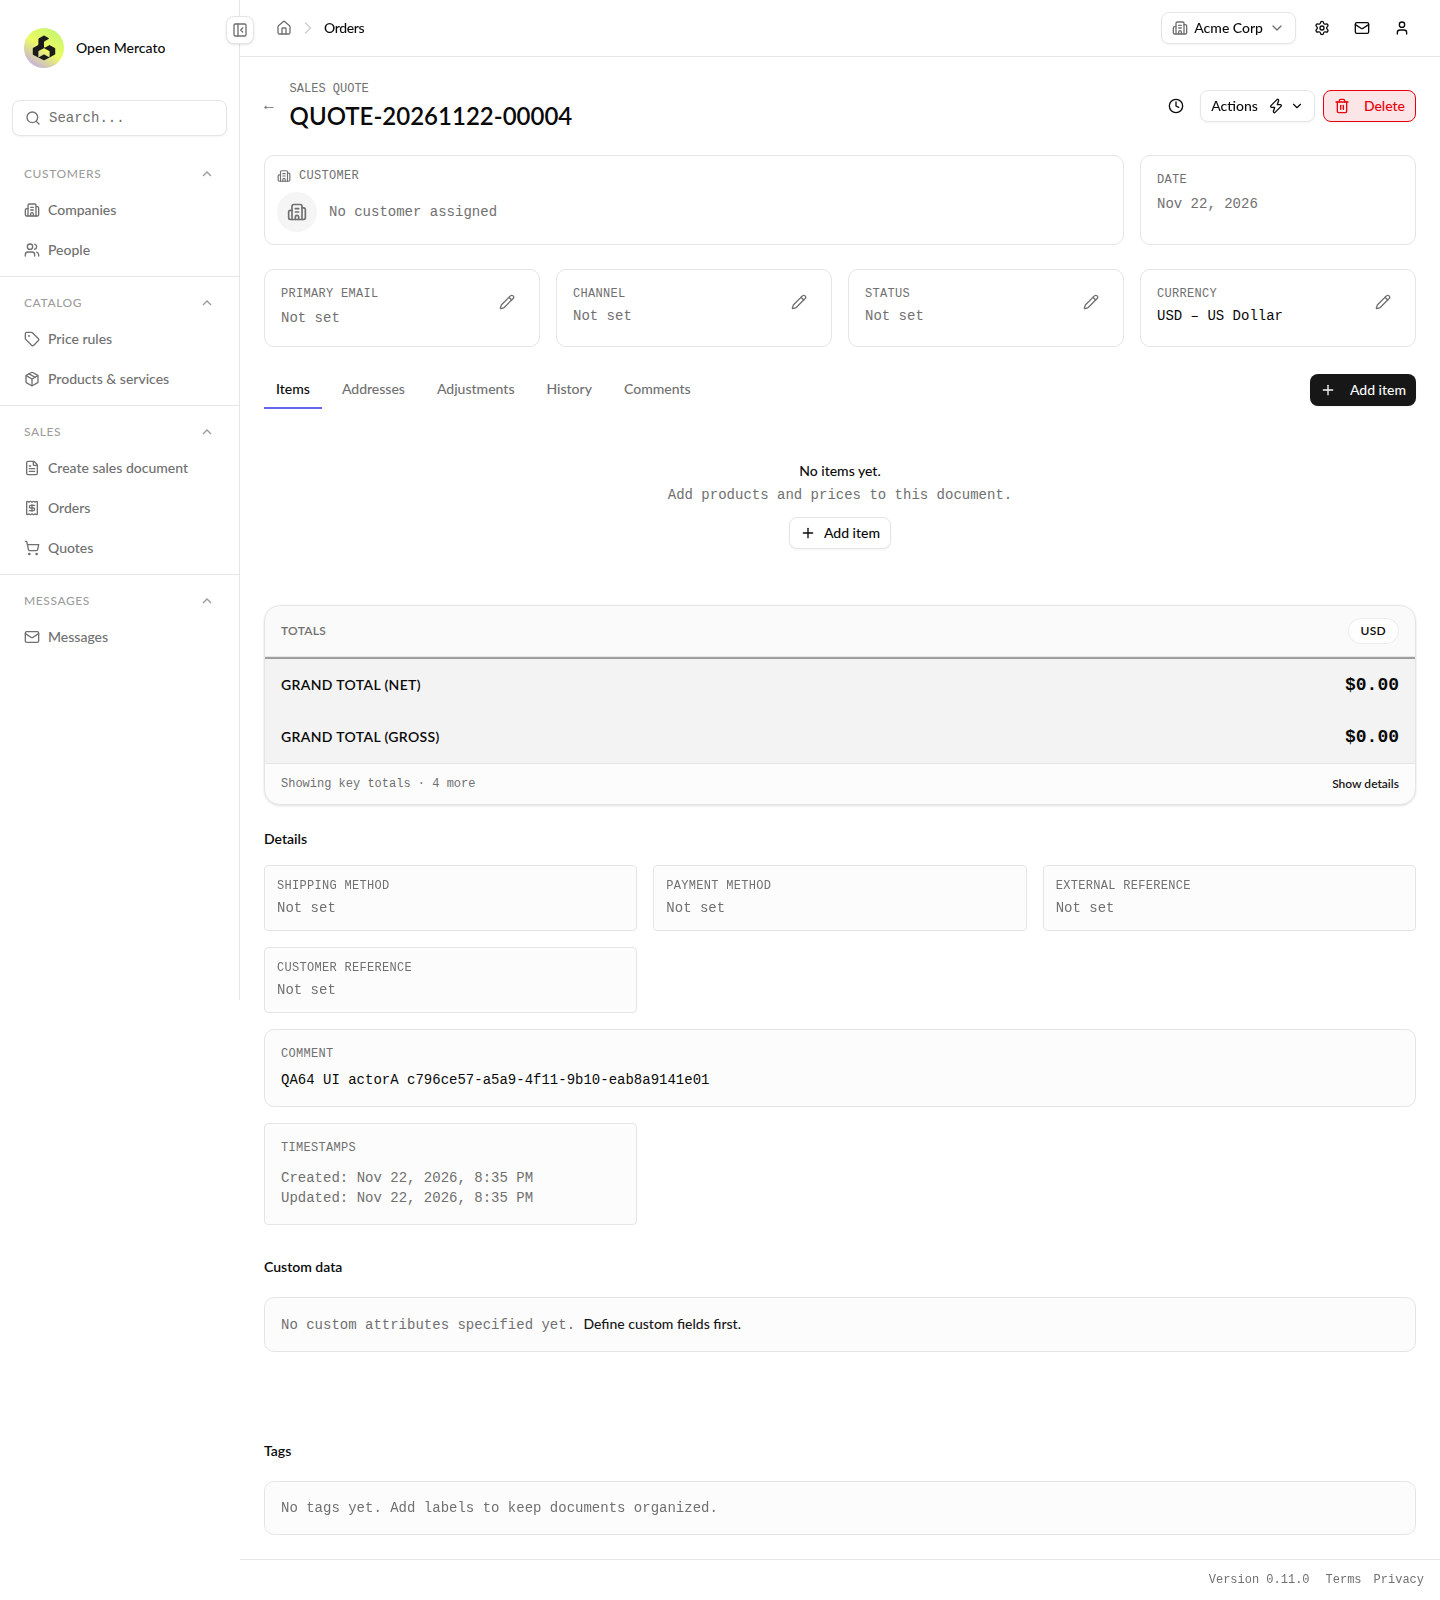 Open Mercato
Search...
CUSTOMERS
Companies
People
CATALOG
Price rules
Products & services
SALES
Create sales document
Orders
Quotes
MESSAGES
Messages
Orders
Acme Corp
SALES QUOTE
←
QUOTE-20261122-00004
Actions
Delete
CUSTOMER
No customer assigned
DATE
Nov 22, 2026
PRIMARY EMAIL
Not set
CHANNEL
Not set
STATUS
Not set
CURRENCY
USD – US Dollar
Items
Addresses
Adjustments
History
Comments
Add item
No items yet.
Add products and prices to this document.
Add item
TOTALS
USD
GRAND TOTAL (NET)
$0.00
GRAND TOTAL (GROSS)
$0.00
Showing key totals · 4 more
Show details
Details
SHIPPING METHOD
Not set
PAYMENT METHOD
Not set
EXTERNAL REFERENCE
Not set
CUSTOMER REFERENCE
Not set
COMMENT
QA64 UI actorA c796ce57-a5a9-4f11-9b10-eab8a9141e01
TIMESTAMPS
Created: Nov 22, 2026, 8:35 PM
Updated: Nov 22, 2026, 8:35 PM
Custom data
No custom attributes specified yet. Define custom fields first.
Tags
No tags yet. Add labels to keep documents organized.
Version 0.11.0
Terms
Privacy